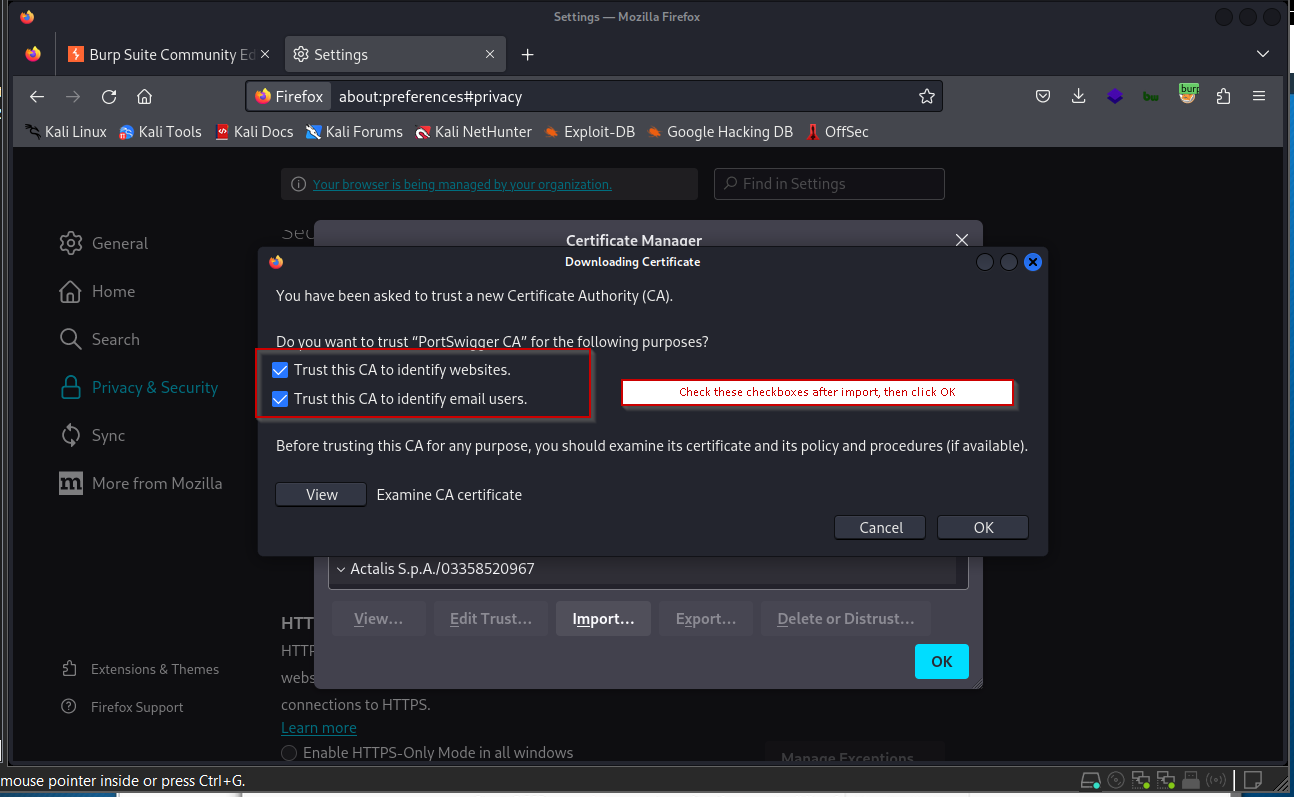 Settings — Mozilla Firefox
Burp Suite Community Ed
Settings
Firefox
about:preferences#privacy
burp
Kali Linux
Kali Tools
Kali Docs
Kali Forums
Kali NetHunter
Exploit-DB
Google Hacking DB
OffSec
Your browser is being managed by your organization.
Find in Settings
General
Home
Search
Privacy & Security
Sync
m
More from Mozilla
Extensions & Themes
Firefox Support
Certificate Manager
Downloading Certificate
You have been asked to trust a new Certificate Authority (CA).
Do you want to trust “PortSwigger CA” for the following purposes?
Trust this CA to identify websites.
Trust this CA to identify email users.
Check these checkboxes after import, then click OK
Before trusting this CA for any purpose, you should examine its certificate and its policy and procedures (if available).
View
Examine CA certificate
Cancel
OK
Actalis S.p.A./03358520967
View…
Edit Trust…
Import…
Export…
Delete or Distrust…
OK
HTT
HTTP
webs
connections to HTTPS.
Learn more
Enable HTTPS-Only Mode in all windows
Manage Exceptions
mouse pointer inside or press Ctrl+G.